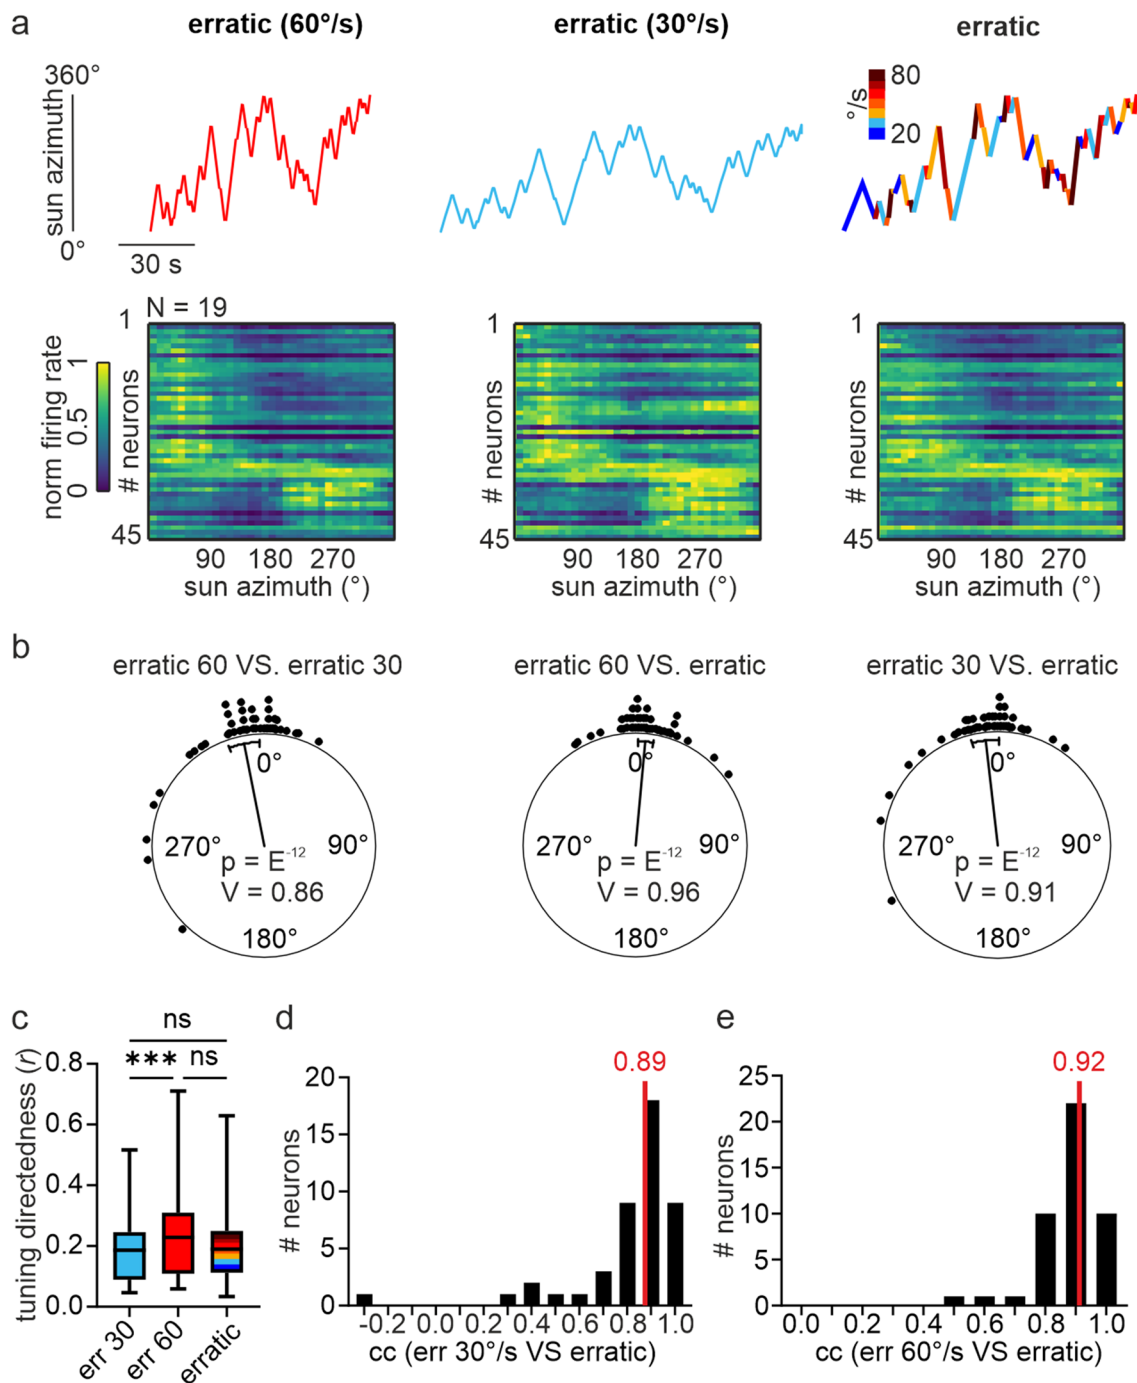 a
erratic (60°/s)
erratic (30°/s)
erratic
360°
sun azimuth
0°
30 s
°/s
80
20
N = 19
norm firing rate
0 0.5 1
# neurons
1
45
90 180 270
sun azimuth (°)
# neurons
1
45
90 180 270
sun azimuth (°)
# neurons
1
45
90 180 270
sun azimuth (°)
b
erratic 60 VS. erratic 30
0°
270°
90°
p = E⁻¹²
V = 0.86
180°
erratic 60 VS. erratic
0°
270°
90°
p = E⁻¹²
V = 0.96
180°
erratic 30 VS. erratic
0°
270°
90°
p = E⁻¹²
V = 0.91
180°
c
ns
*** ns
tuning directedness (r)
0.8
0.6
0.4
0.2
0.0
err 30
err 60
erratic
d
0.89
# neurons
20
15
10
5
0
-0.2 0.0 0.2 0.4 0.6 0.8 1.0
cc (err 30°/s VS erratic)
e
0.92
# neurons
25
20
15
10
5
0
0.0 0.2 0.4 0.6 0.8 1.0
cc (err 60°/s VS erratic)